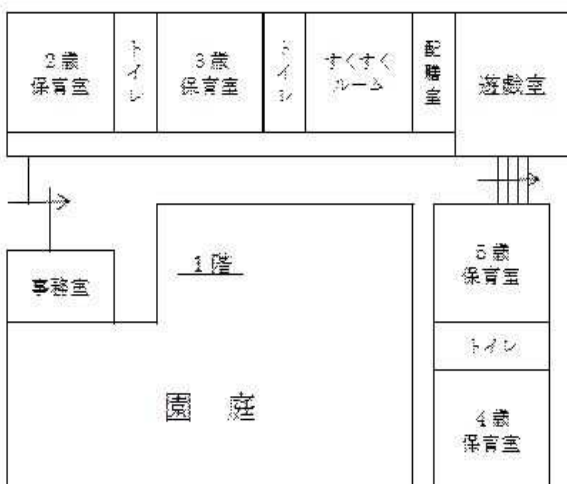 ２歳
保育室
トイレ
３歳
保育室
トイレ
すくすく
ルーム
配膳室
遊戯室
事務室
１階
５歳
保育室
トイレ
園　庭
４歳
保育室